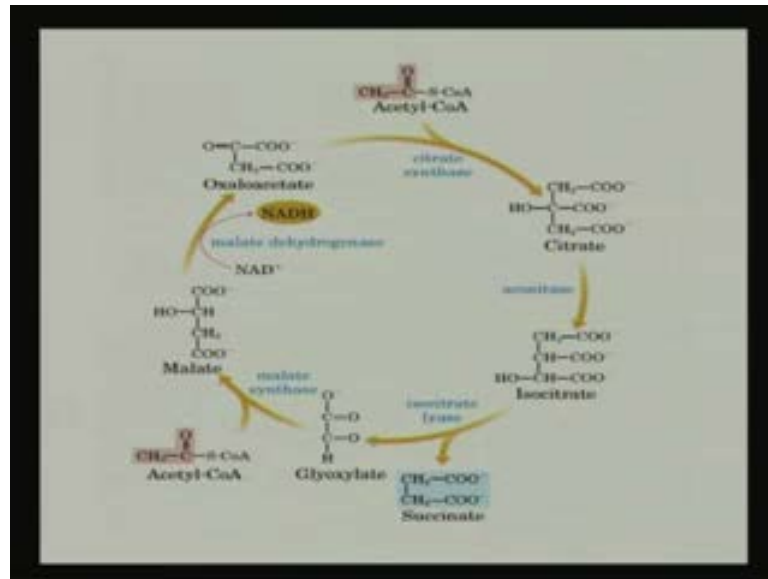 O
CH₃—C—S-CoA
Acetyl-CoA
O=C—COO⁻
CH₂—COO⁻
Oxaloacetate
citrate
synthase
CH₂—COO⁻
HO—C—COO⁻
CH₂—COO⁻
Citrate
NADH
malate dehydrogenase
NAD⁺
aconitase
COO⁻
HO—CH
CH₂
COO⁻
Malate
CH₂—COO⁻
CH—COO⁻
HO—CH—COO⁻
Isocitrate
malate
synthase
isocitrate
lyase
O⁻
C—O
C—O
H
Glyoxylate
O
CH₃—C—S-CoA
Acetyl-CoA
CH₂—COO⁻
CH₂—COO⁻
Succinate